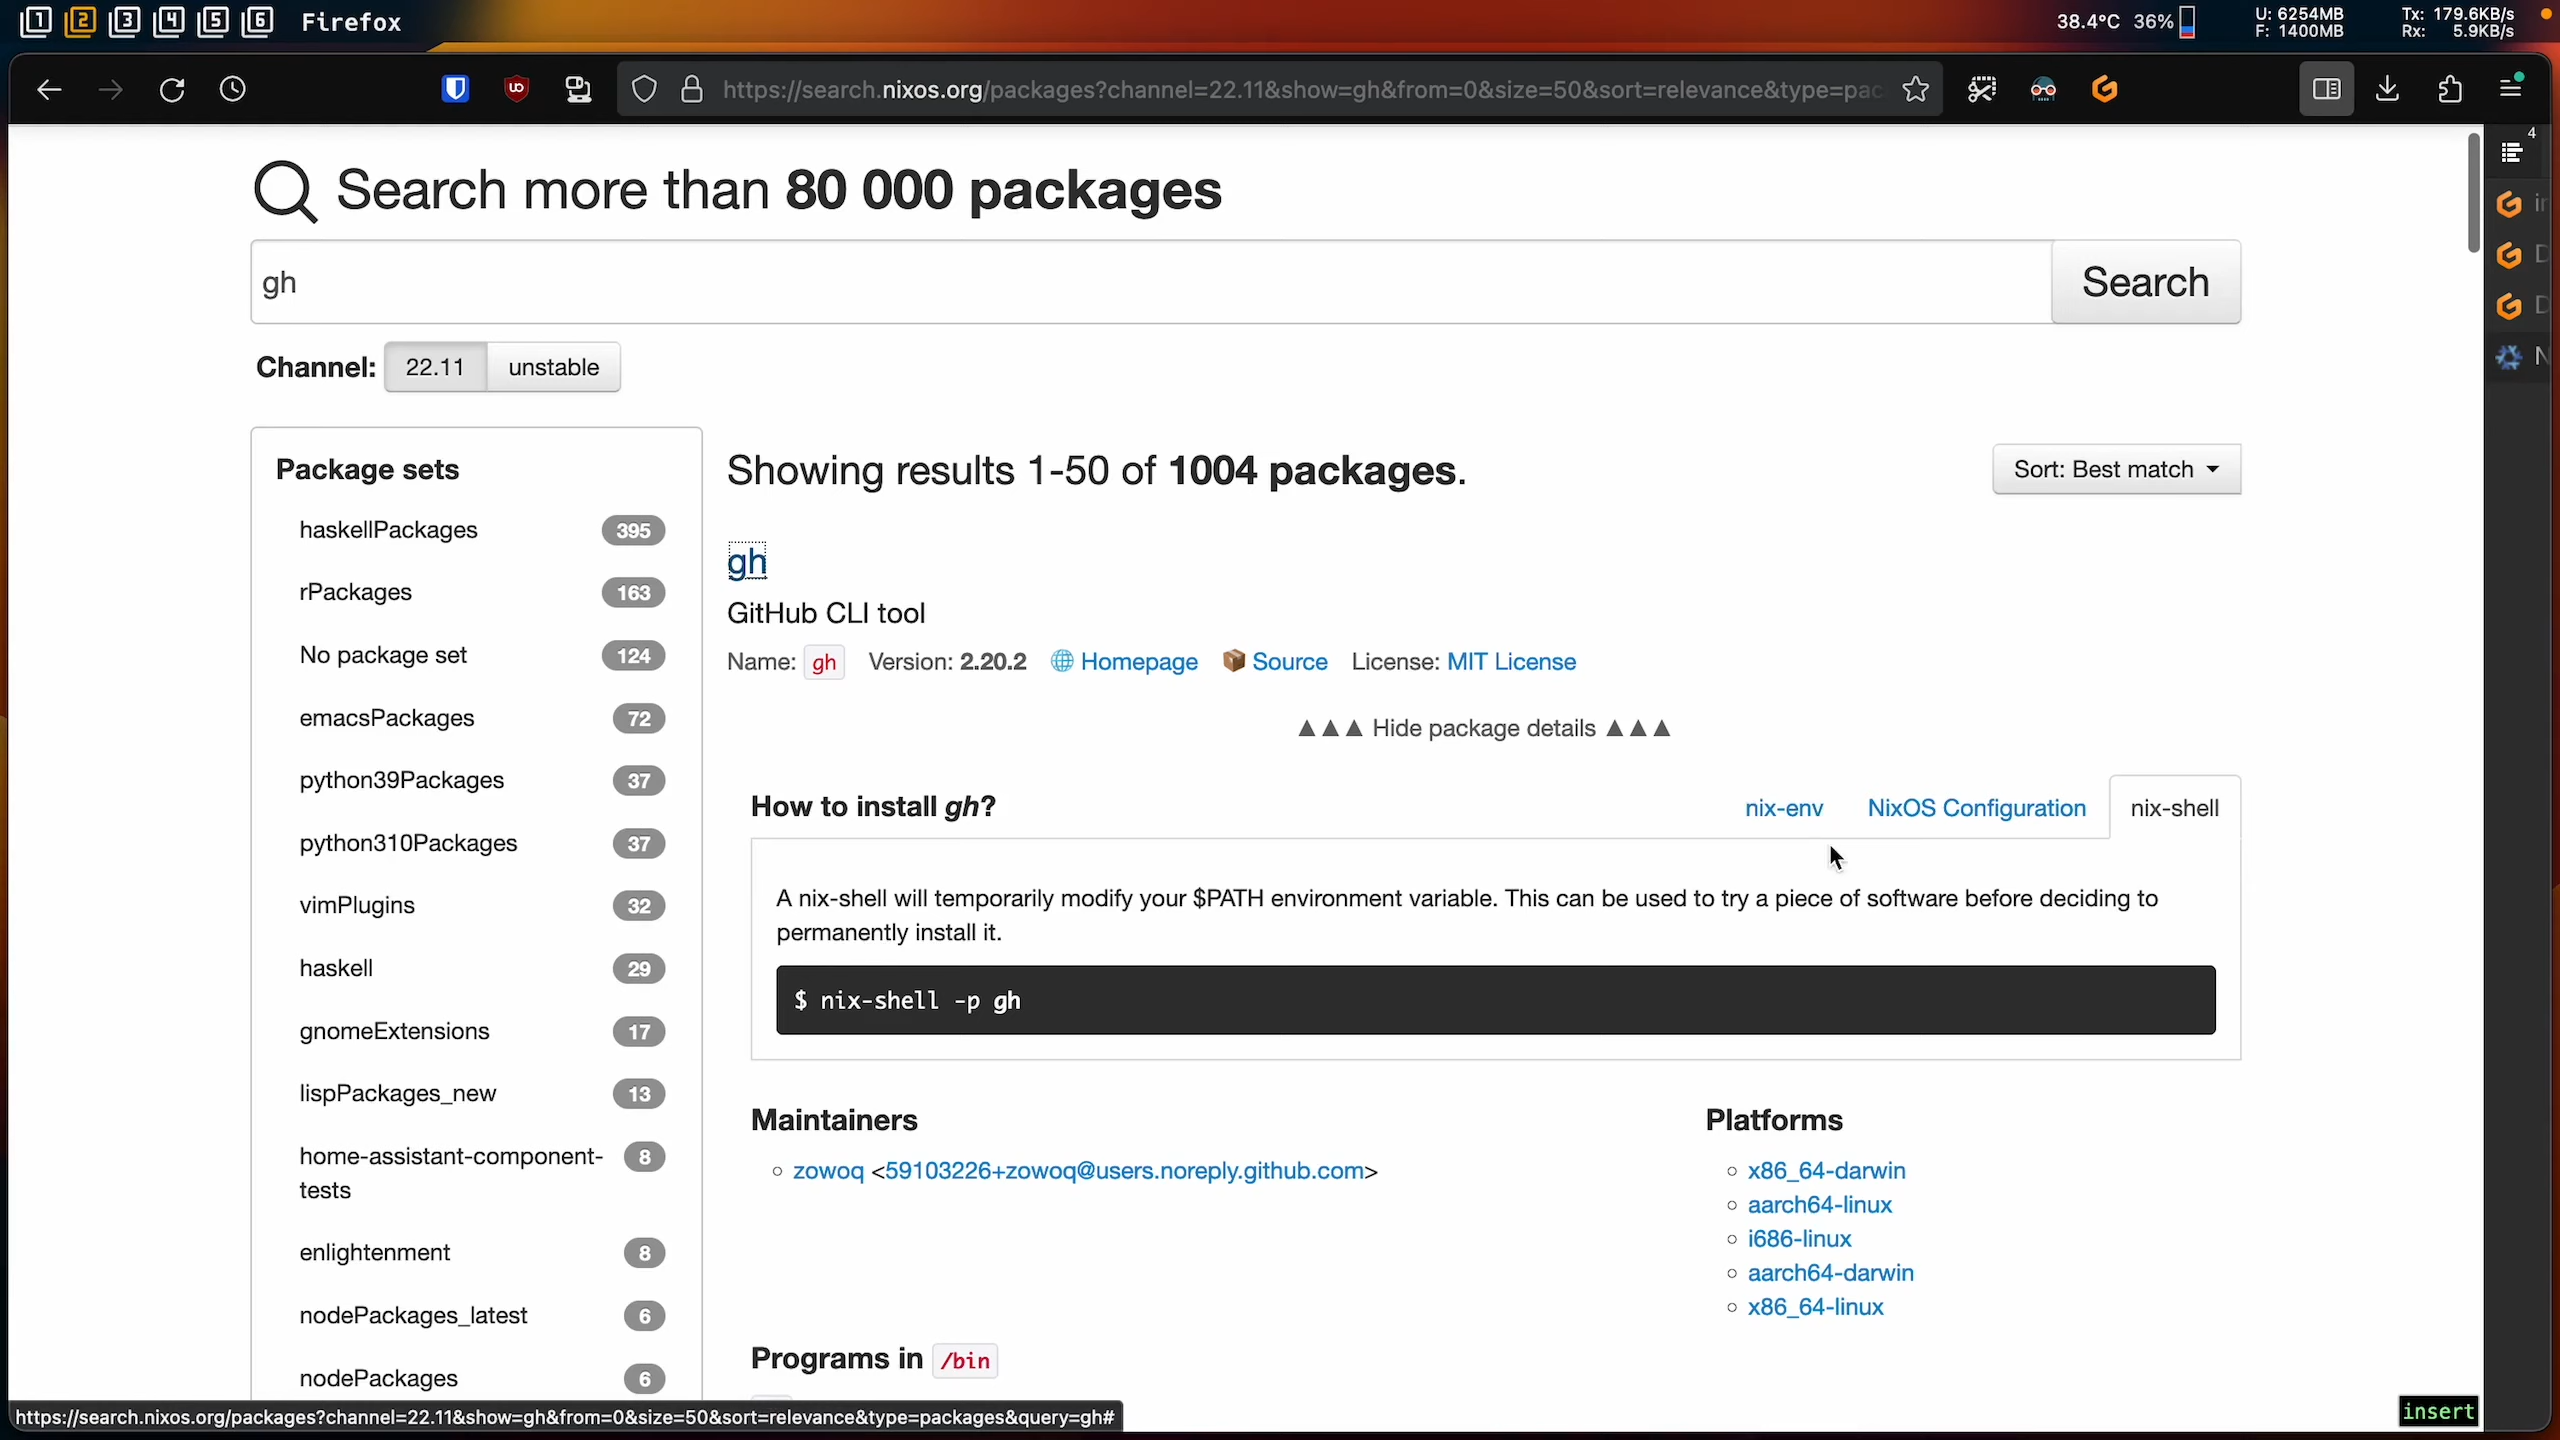 1 2 3 4 5 6 Firefox 38.4°C 36% U: 6254MB Tx: 179.6KB/s
F: 1400MB Rx: 5.9KB/s
https://search.nixos.org/packages?channel=22.11&show=gh&from=0&size=50&sort=relevance&type=pac
4
Search more than 80 000 packages
gh Search
Channel: 22.11 unstable
Package sets
haskellPackages 395
rPackages 163
No package set 124
emacsPackages 72
python39Packages 37
python310Packages 37
vimPlugins 32
haskell 29
gnomeExtensions 17
lispPackages_new 13
home-assistant-component- 8
tests
enlightenment 8
nodePackages_latest 6
nodePackages 6
Showing results 1-50 of 1004 packages.
Sort: Best match
gh
GitHub CLI tool
Name: gh Version: 2.20.2 Homepage Source License: MIT License
▲▲▲ Hide package details ▲▲▲
How to install gh? nix-env NixOS Configuration nix-shell
A nix-shell will temporarily modify your $PATH environment variable. This can be used to try a piece of software before deciding to
permanently install it.
$ nix-shell -p gh
Maintainers
zowoq <59103226+zowoq@users.noreply.github.com>
Platforms
x86_64-darwin
aarch64-linux
i686-linux
aarch64-darwin
x86_64-linux
Programs in /bin
https://search.nixos.org/packages?channel=22.11&show=gh&from=0&size=50&sort=relevance&type=packages&query=gh#
insert